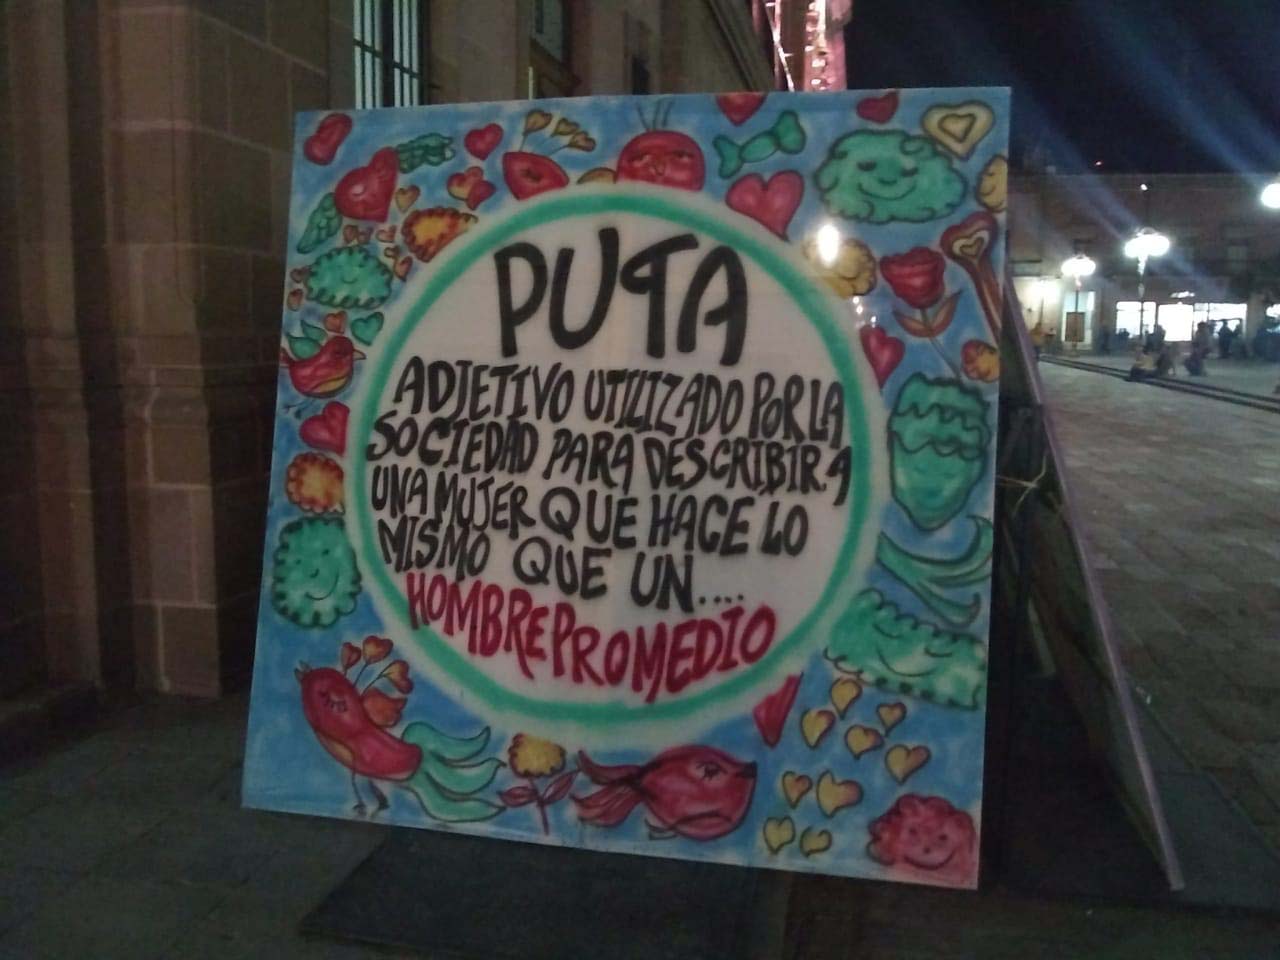 PUTA
ADJETIVO UTILIZADO POR LA
SOCIEDAD PARA DESCRIBIR A
UNA MUJER QUE HACE LO
MISMO QUE UN....
HOMBRE PROMEDIO